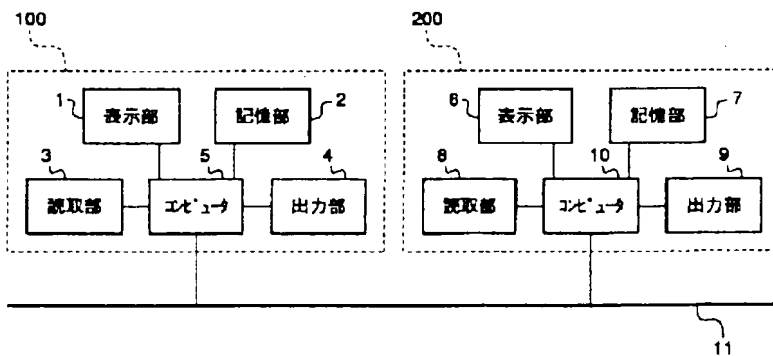 100
200
1 表示部
記憶部 2
6 表示部
記憶部 7
3
5
4
8
10
9
読取部
コンピュータ
出力部
読取部
コンピュータ
出力部
11